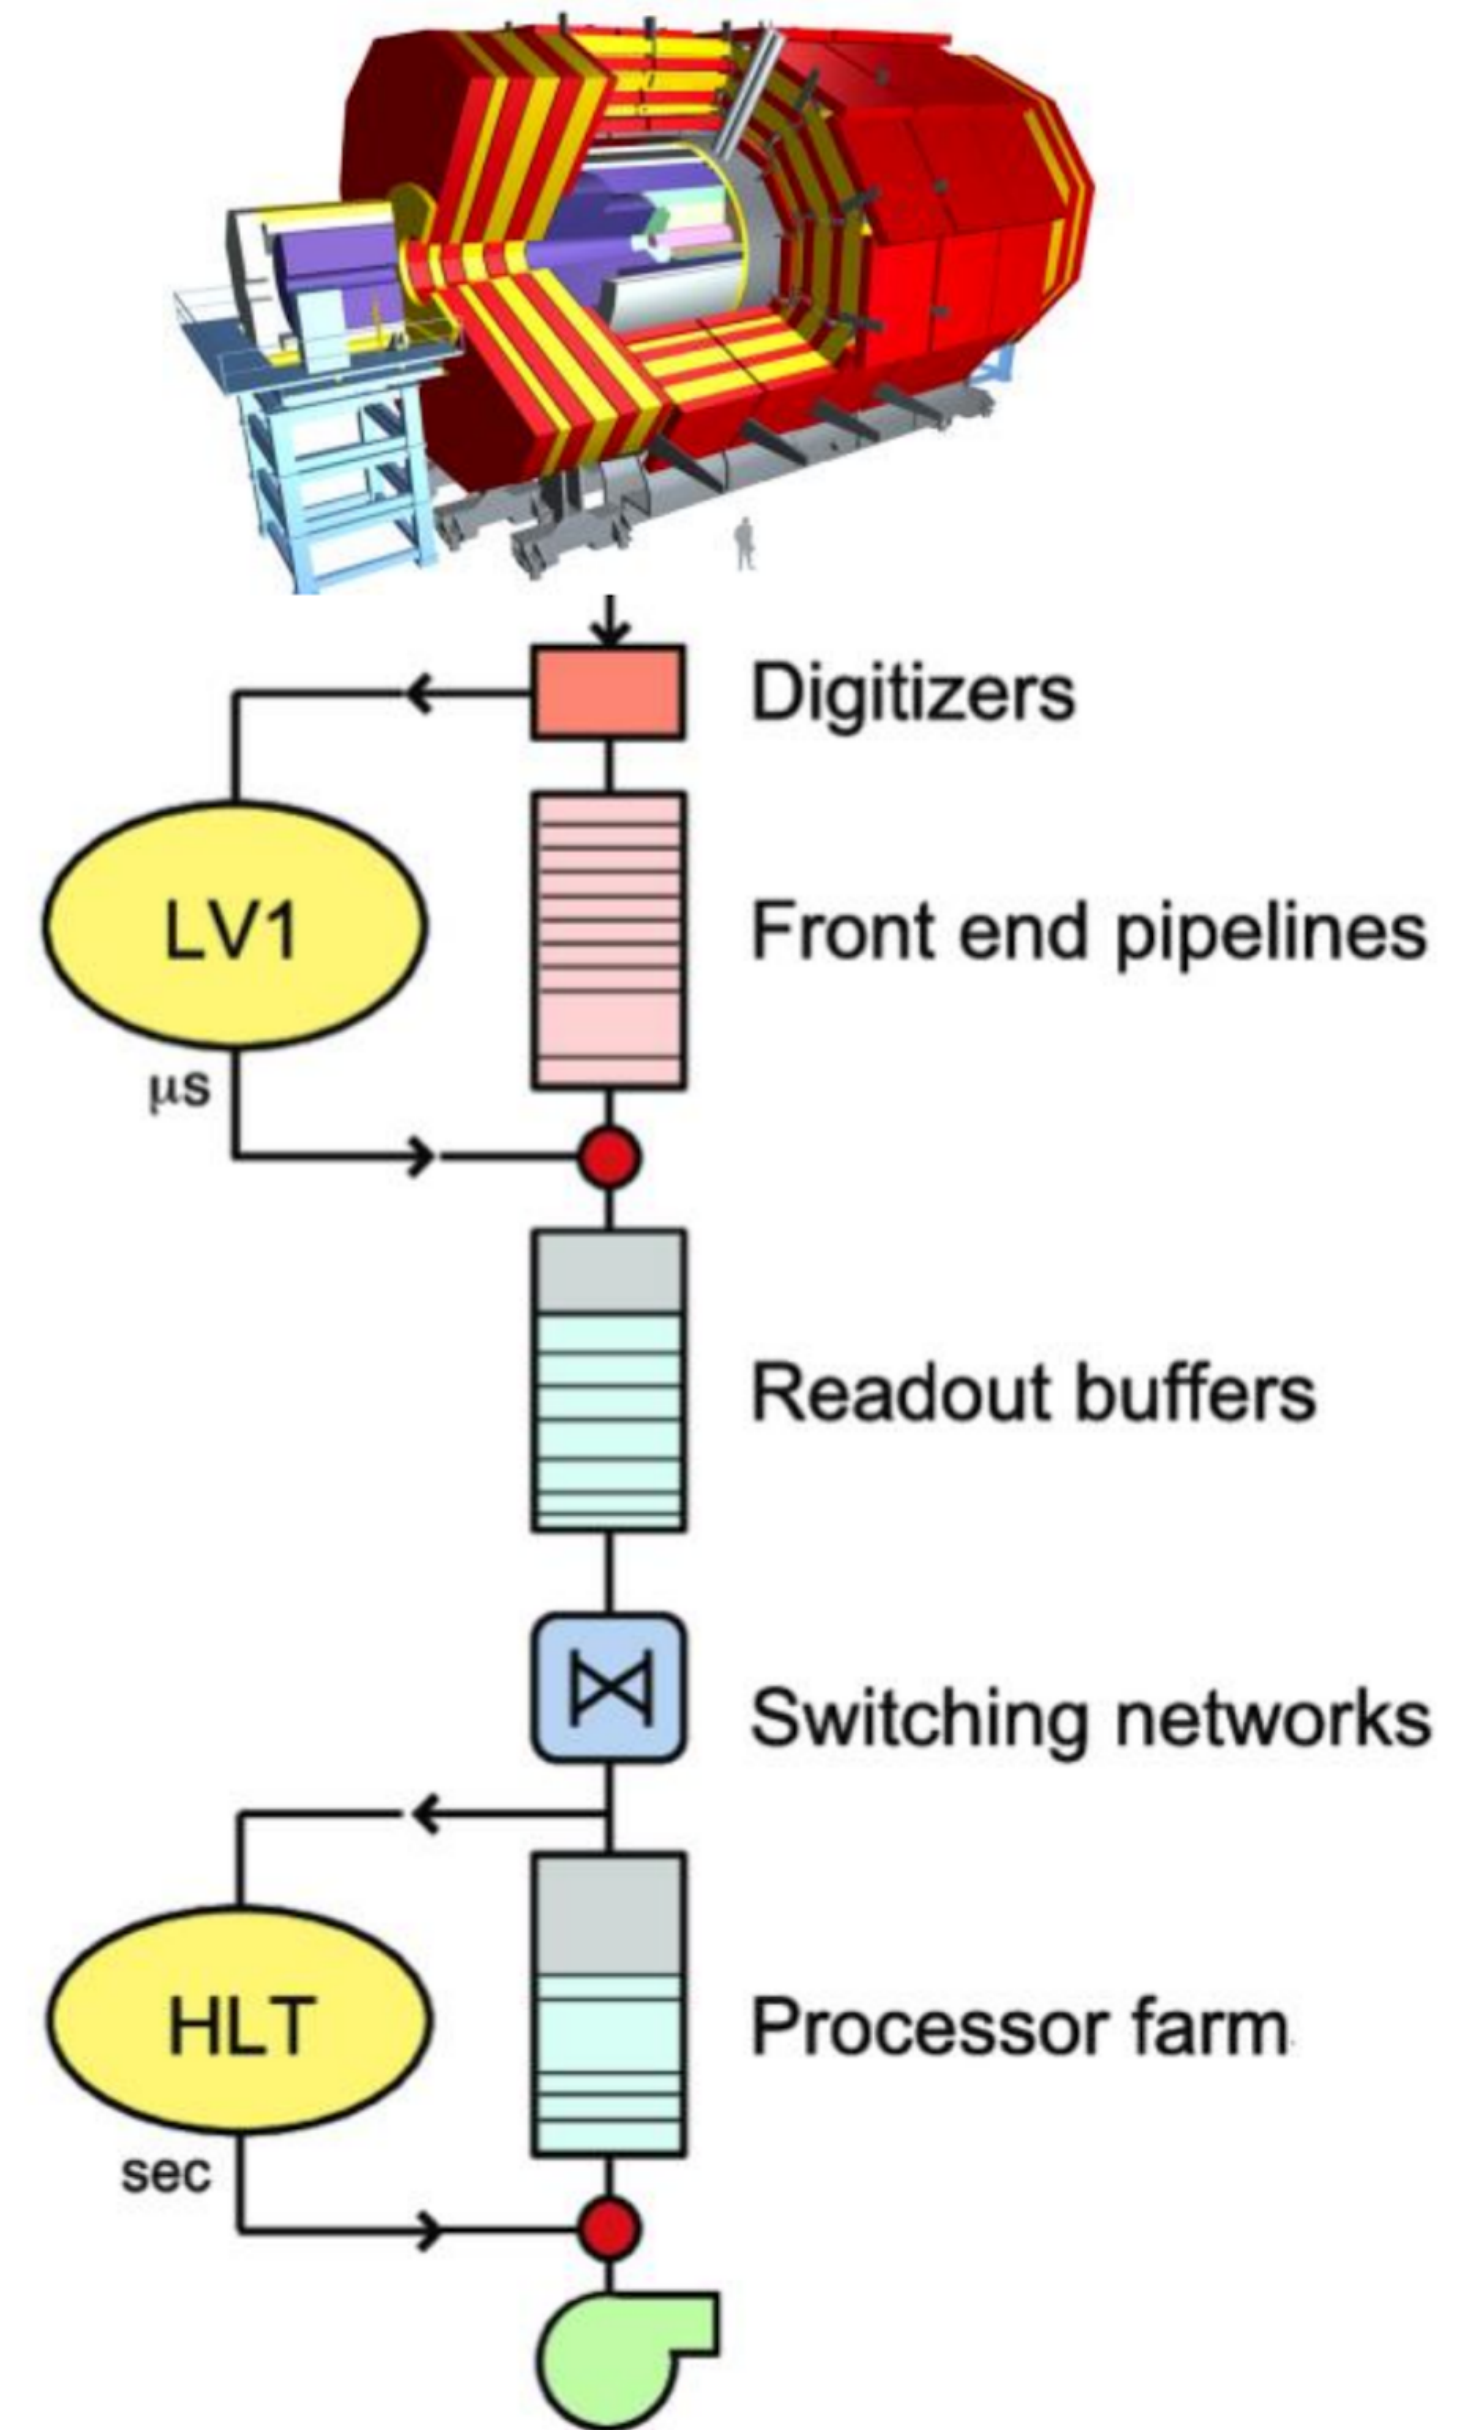 Digitizers
LV1
Front end pipelines
μs
Readout buffers
Switching networks
HLT
Processor farm
sec